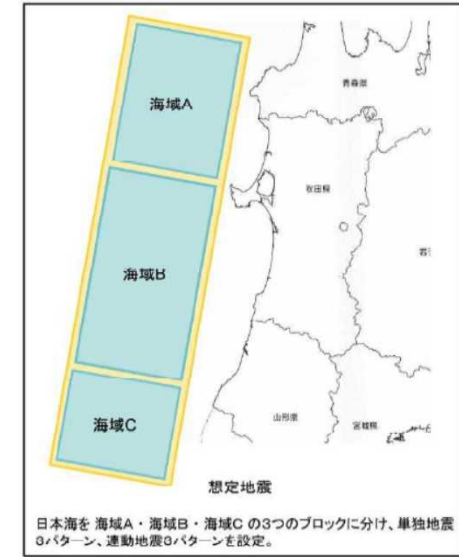 海域A
青森県
秋田県
海域B
岩
海域C
山形県
宮城県
想定地震
日本海を 海域A・海域B・海域C の3つのブロックに分け、単独地震
3パターン、連動地震3パターンを設定。